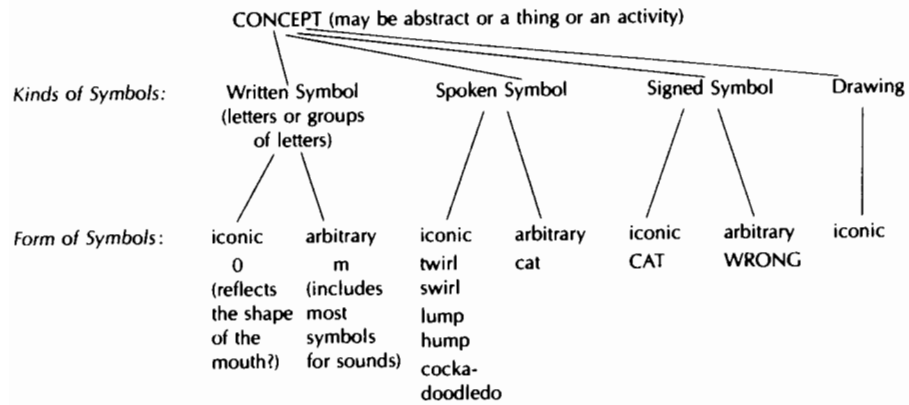 CONCEPT (may be abstract or a thing or an activity)
Kinds of Symbols: Written Symbol Spoken Symbol Signed Symbol Drawing
(letters or groups
of letters)
Form of Symbols: iconic arbitrary iconic arbitrary iconic arbitrary iconic
0 m twirl cat CAT WRONG
(reflects (includes swirl
the shape most lump
of the symbols hump
mouth?) for sounds) cocka-
doodledo